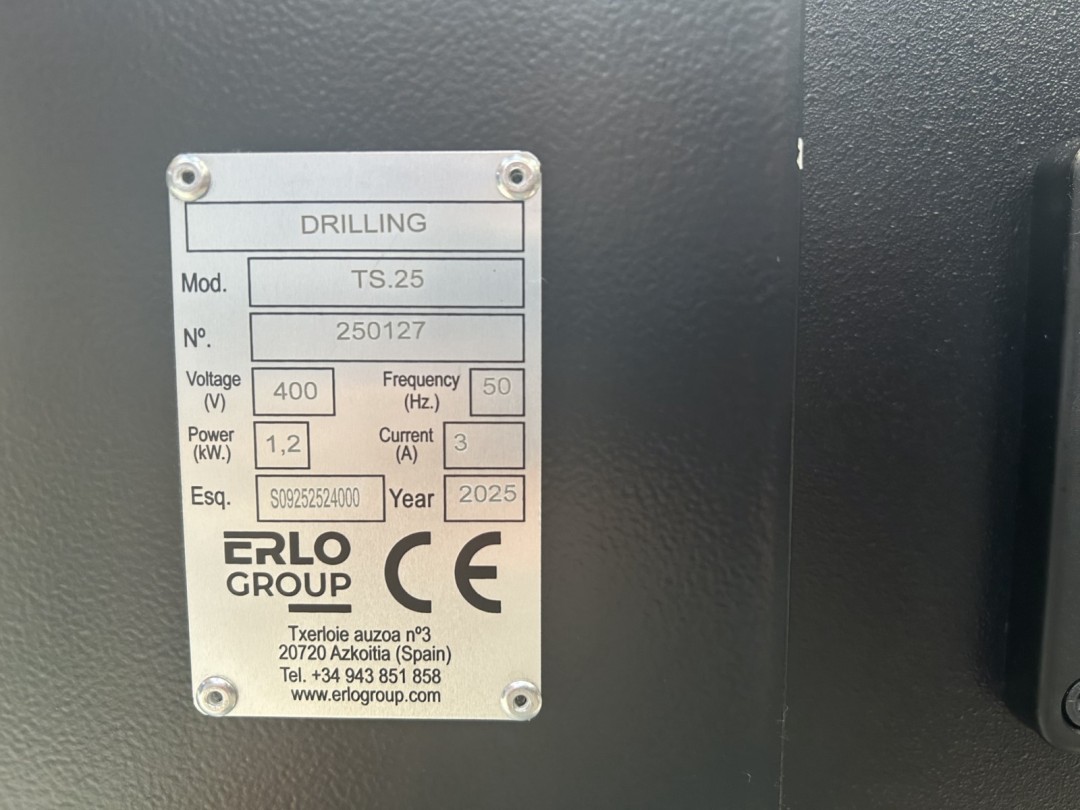 DRILLING
Mod. TS.25
Nº. 250127
Voltage (V) 400 Frequency (Hz.) 50
Power (kW.) 1,2 Current (A) 3
Esq. S09252524000 Year 2025
ERLO
GROUP CE
Txerloie auzoa nº3
20720 Azkoitia (Spain)
Tel. +34 943 851 858
www.erlogroup.com